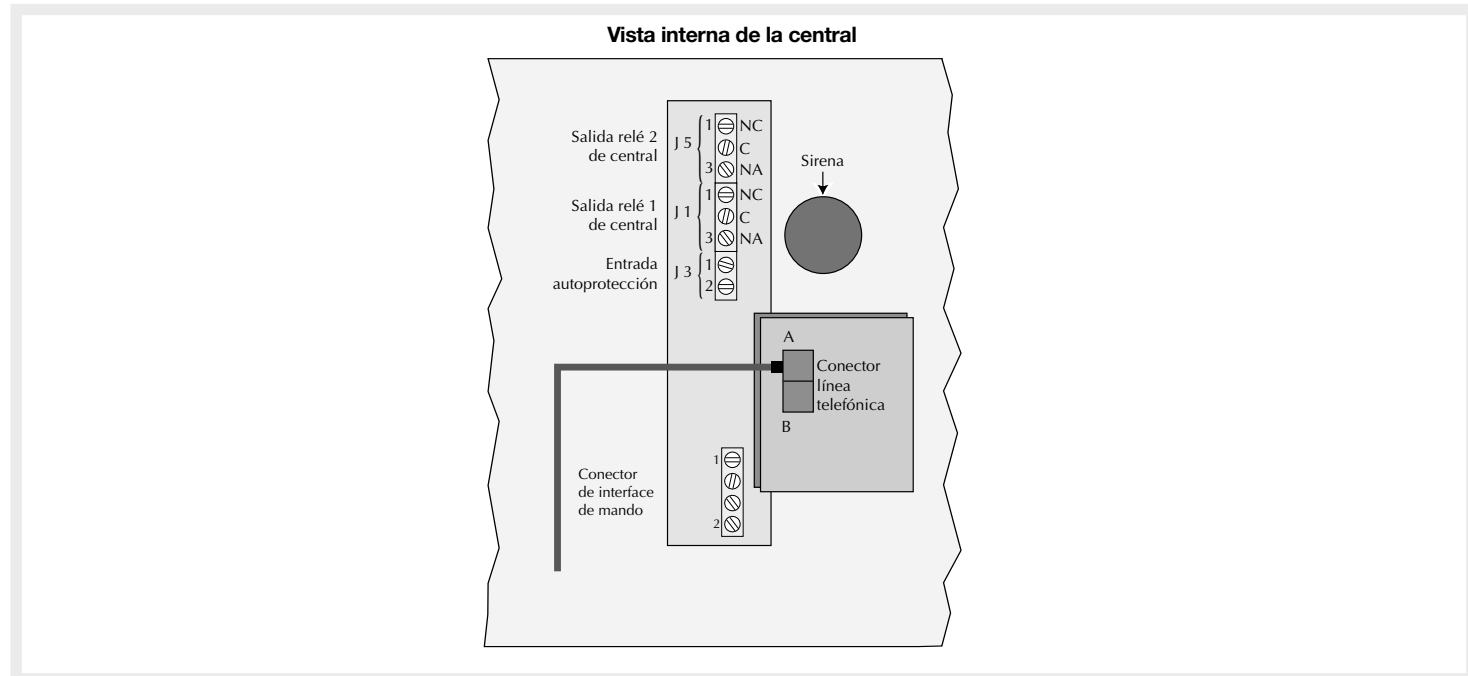 Vista interna de la central
Salida relé 2
de central
J 5
1
NC
C
3
NA
Salida relé 1
de central
J 1
1
NC
C
3
NA
Entrada
autoprotección
J 3
1
2
Sirena
A
Conector
línea
telefónica
B
Conector
de interface
de mando
1
2